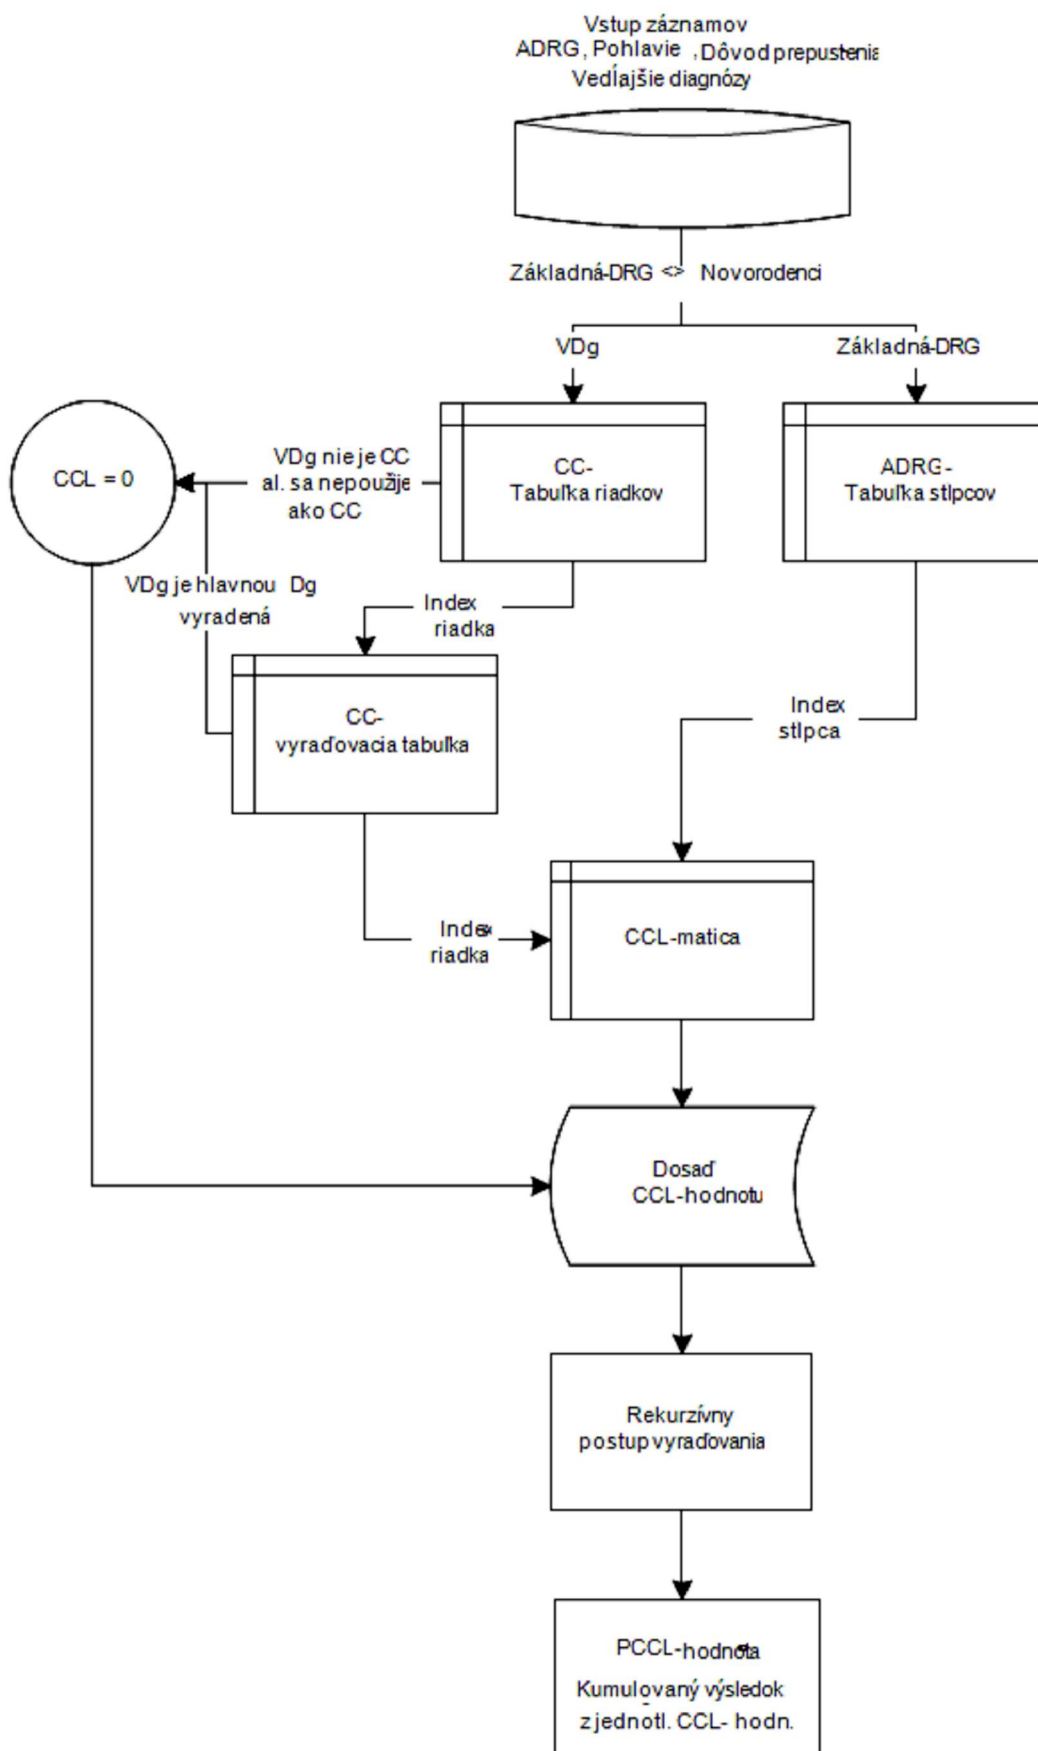 Vstup záznamov
ADRG, Pohlavie , Dôvod prepustenia
Vedĺajšie diagnózy
Základná-DRG <> Novorodenci
VDg
Základná-DRG
CCL = 0
VDg nie je CC
al. sa nepoužije
ako CC
CC-
Tabuľka riadkov
ADRG-
Tabuľka stlpcov
VDg je hlavnou Dg
vyradená
Index
riadka
CC-
vyraďovacia tabuľka
Index
stlpca
Index
riadka
CCL-matica
Dosaď
CCL-hodnotu
Rekurzívny
postup vyraďovania
PCCL-hodnota
Kumulovaný výsledok
z jednotl. CCL- hodn.